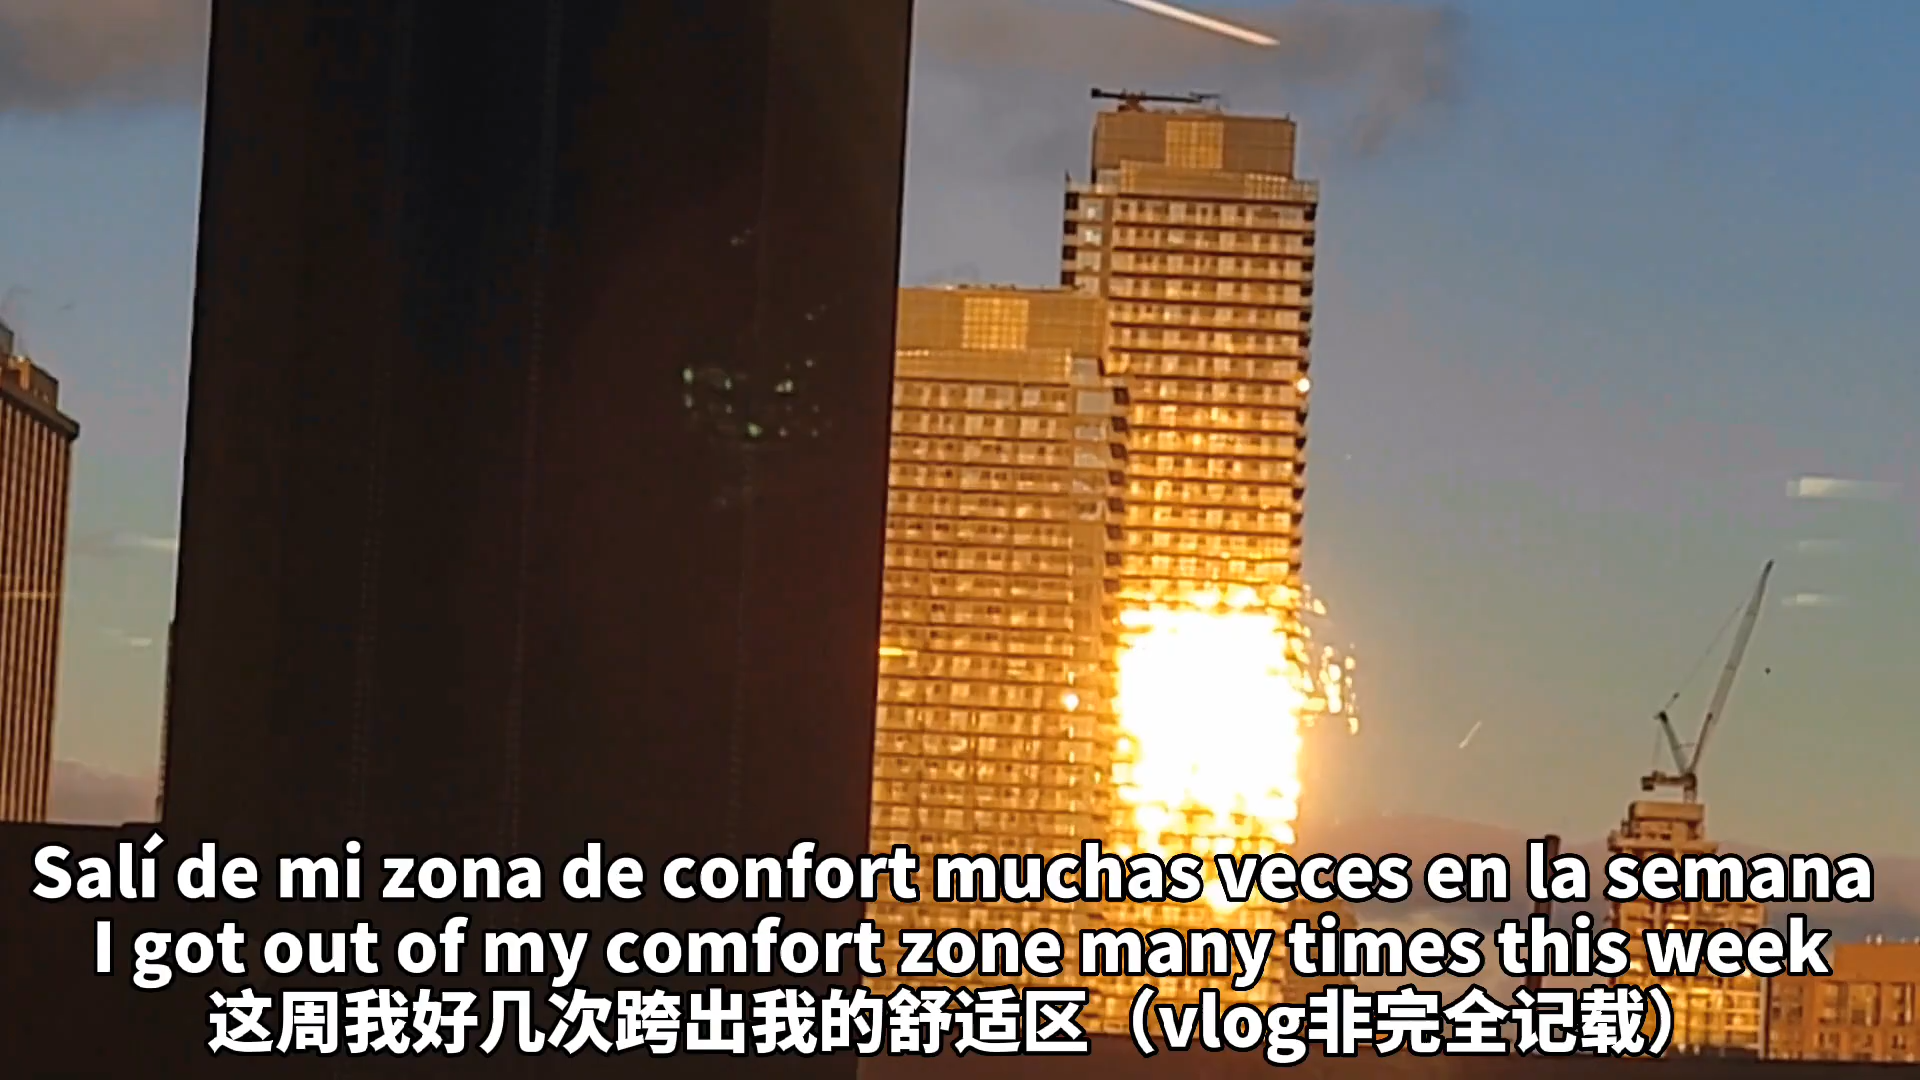 Salí de mi zona de confort muchas veces en la semana
I got out of my comfort zone many times this week
这周我好几次跨出我的舒适区（vlog非完全记载）